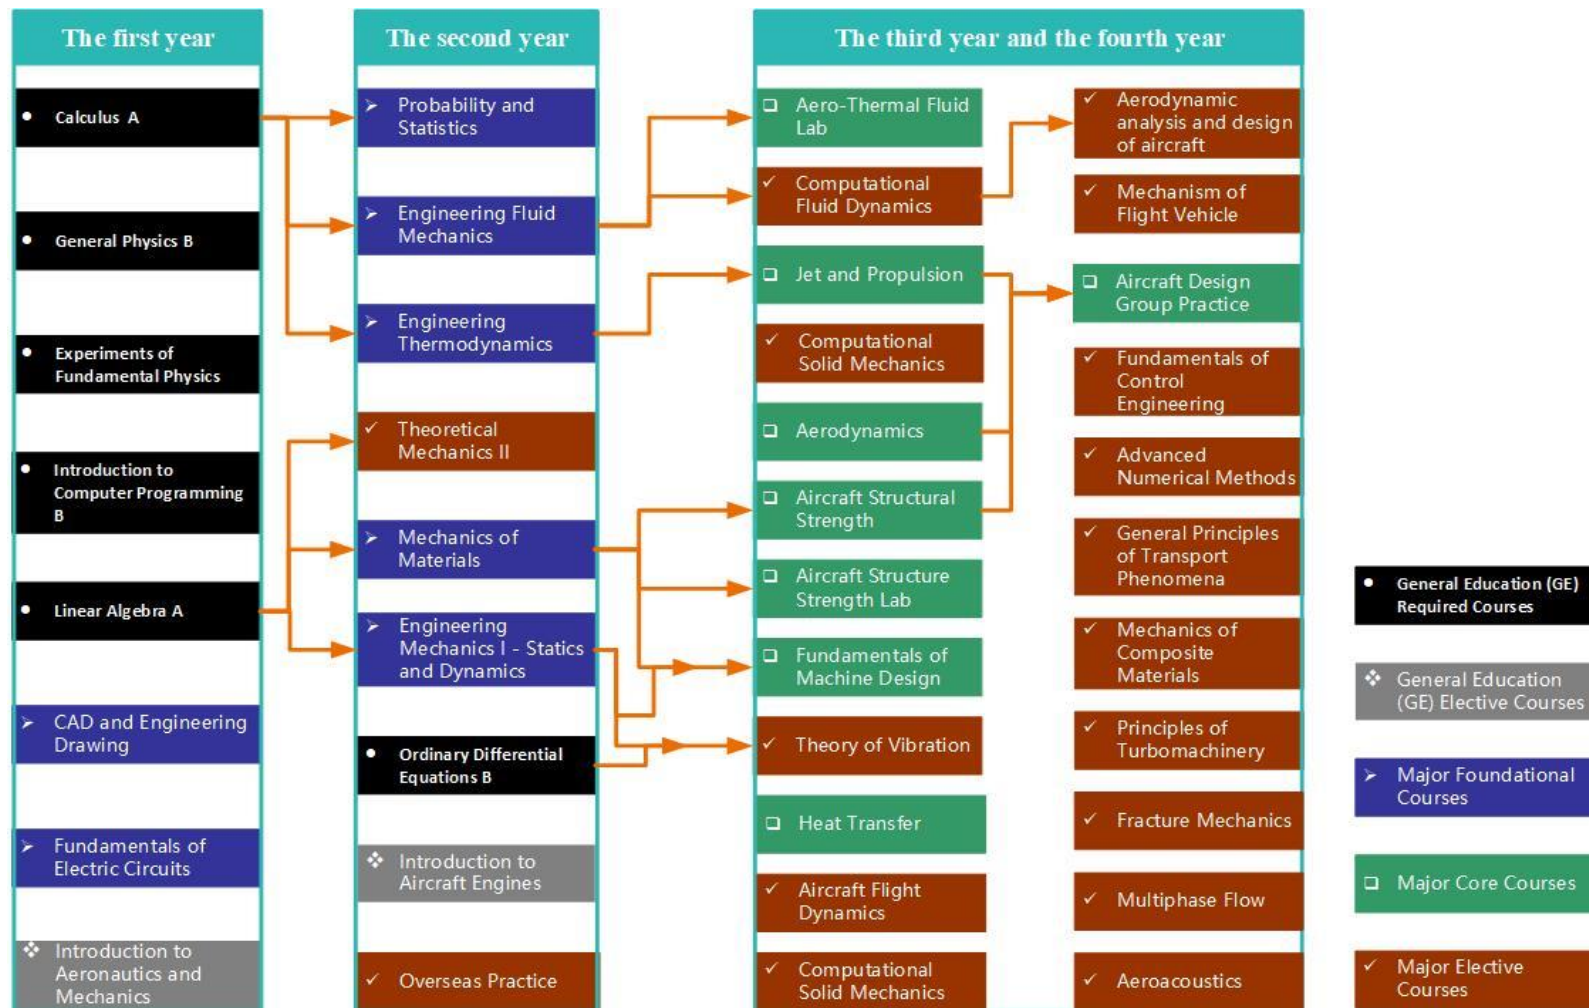 The first year
Calculus A
General Physics B
Experiments of
Fundamental Physics
Introduction to
Computer Programming
B
Linear Algebra A
CAD and Engineering
Drawing
Fundamentals of
Electric Circuits
Introduction to
Aeronautics and
Mechanics
The second year
Probability and
Statistics
Engineering Fluid
Mechanics
Engineering
Thermodynamics
Theoretical
Mechanics II
Mechanics of
Materials
Engineering
Mechanics I - Statics
and Dynamics
Ordinary Differential
Equations B
Introduction to
Aircraft Engines
Overseas Practice
The third year and the fourth year
Aero-Thermal Fluid
Lab
Computational
Fluid Dynamics
Jet and Propulsion
Computational
Solid Mechanics
Aerodynamics
Aircraft Structural
Strength
Aircraft Structure
Strength Lab
Fundamentals of
Machine Design
Theory of Vibration
Heat Transfer
Aircraft Flight
Dynamics
Computational
Solid Mechanics
Aerodynamic
analysis and design
of aircraft
Mechanism of
Flight Vehicle
Aircraft Design
Group Practice
Fundamentals of
Control
Engineering
Advanced
Numerical Methods
General Principles
of Transport
Phenomena
Mechanics of
Composite
Materials
Principles of
Turbomachinery
Fracture Mechanics
Multiphase Flow
Aeroacoustics
General Education (GE)
Required Courses
General Education
(GE) Elective Courses
Major Foundational
Courses
Major Core Courses
Major Elective
Courses